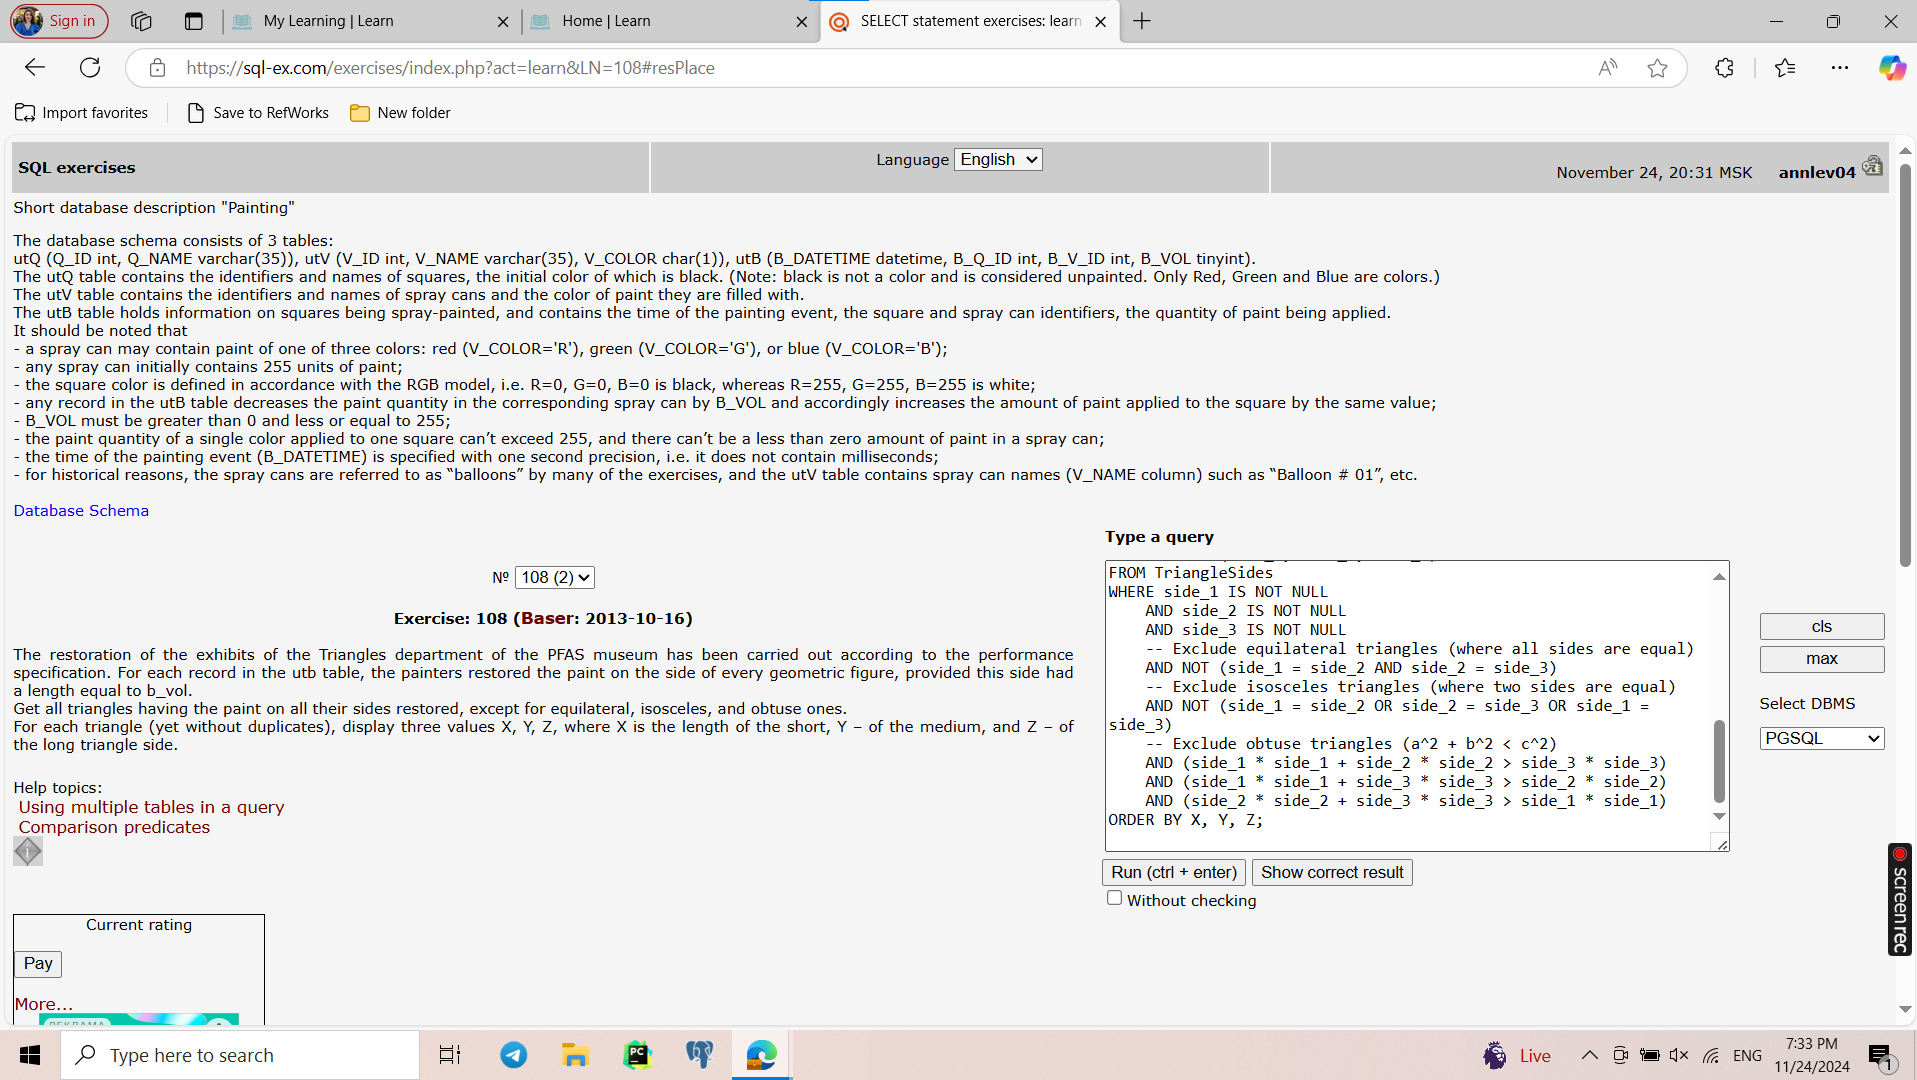 Sign in
My Learning | Learn
Home | Learn
SELECT statement exercises: learn
https://sql-ex.com/exercises/index.php?act=learn&LN=108#resPlace
Import favorites
Save to RefWorks
New folder
SQL exercises
Language English
November 24, 20:31 MSK annlev04
Short database description "Painting"
The database schema consists of 3 tables:
utQ (Q_ID int, Q_NAME varchar(35)), utV (V_ID int, V_NAME varchar(35), V_COLOR char(1)), utB (B_DATETIME datetime, B_Q_ID int, B_V_ID int, B_VOL tinyint).
The utQ table contains the identifiers and names of squares, the initial color of which is black. (Note: black is not a color and is considered unpainted. Only Red, Green and Blue are colors.)
The utV table contains the identifiers and names of spray cans and the color of paint they are filled with.
The utB table holds information on squares being spray-painted, and contains the time of the painting event, the square and spray can identifiers, the quantity of paint being applied.
It should be noted that
- a spray can may contain paint of one of three colors: red (V_COLOR='R'), green (V_COLOR='G'), or blue (V_COLOR='B');
- any spray can initially contains 255 units of paint;
- the square color is defined in accordance with the RGB model, i.e. R=0, G=0, B=0 is black, whereas R=255, G=255, B=255 is white;
- any record in the utB table decreases the paint quantity in the corresponding spray can by B_VOL and accordingly increases the amount of paint applied to the square by the same value;
- B_VOL must be greater than 0 and less or equal to 255;
- the paint quantity of a single color applied to one square can’t exceed 255, and there can’t be a less than zero amount of paint in a spray can;
- the time of the painting event (B_DATETIME) is specified with one second precision, i.e. it does not contain milliseconds;
- for historical reasons, the spray cans are referred to as “balloons” by many of the exercises, and the utV table contains spray can names (V_NAME column) such as “Balloon # 01”, etc.
Database Schema
№ 108 (2)
Exercise: 108 (Baser: 2013-10-16)
The restoration of the exhibits of the Triangles department of the PFAS museum has been carried out according to the performance
specification. For each record in the utb table, the painters restored the paint on the side of every geometric figure, provided this side had
a length equal to b_vol.
Get all triangles having the paint on all their sides restored, except for equilateral, isosceles, and obtuse ones.
For each triangle (yet without duplicates), display three values X, Y, Z, where X is the length of the short, Y – of the medium, and Z – of
the long triangle side.
Help topics:
Using multiple tables in a query
Comparison predicates
Current rating
Pay
More...
Type a query
FROM TriangleSides
WHERE side_1 IS NOT NULL
AND side_2 IS NOT NULL
AND side_3 IS NOT NULL
-- Exclude equilateral triangles (where all sides are equal)
AND NOT (side_1 = side_2 AND side_2 = side_3)
-- Exclude isosceles triangles (where two sides are equal)
AND NOT (side_1 = side_2 OR side_2 = side_3 OR side_1 =
side_3)
-- Exclude obtuse triangles (a^2 + b^2 < c^2)
AND (side_1 * side_1 + side_2 * side_2 > side_3 * side_3)
AND (side_1 * side_1 + side_3 * side_3 > side_2 * side_2)
AND (side_2 * side_2 + side_3 * side_3 > side_1 * side_1)
ORDER BY X, Y, Z;
Run (ctrl + enter)
Show correct result
Without checking
cls
max
Select DBMS
PGSQL
screenrec
Type here to search
PC
Live
ENG
7:33 PM
11/24/2024
1